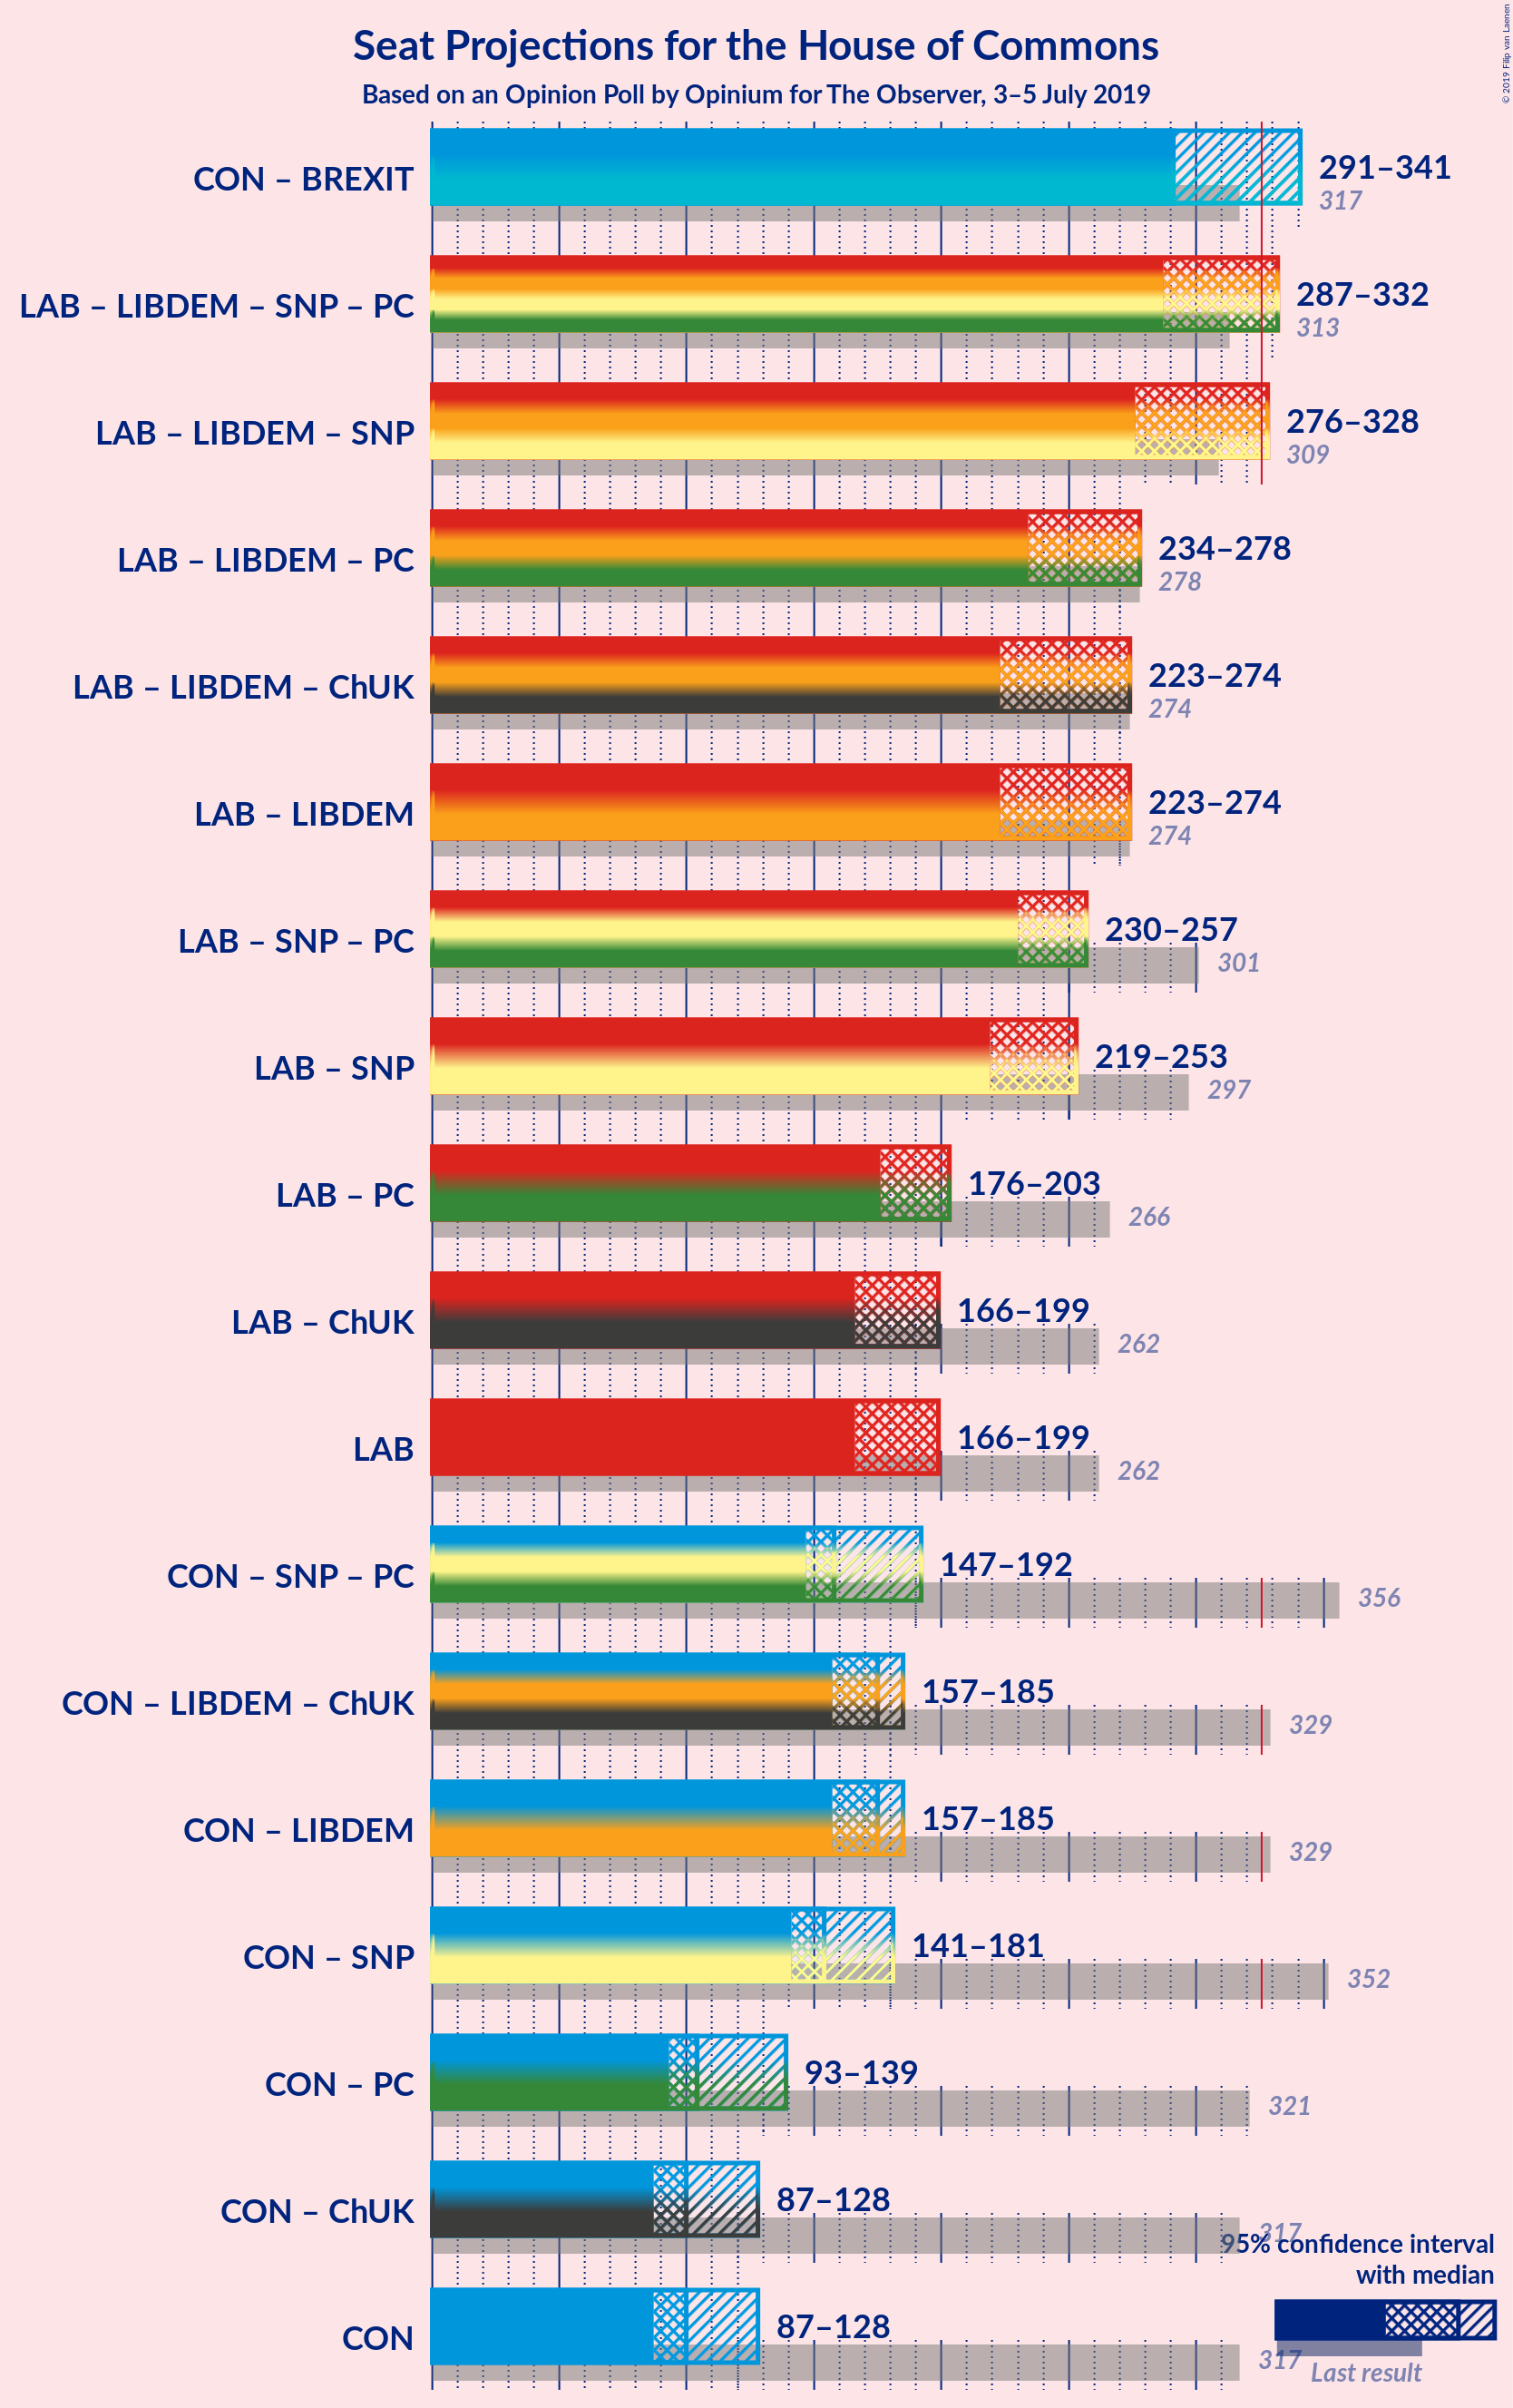 Seat Projections for the House of Commons
Based on an Opinion Poll by Opinium for The Observer, 3–5 July 2019
© 2019 Filip van Laenen
CON – BREXIT
291–341
317
LAB – LIBDEM – SNP – PC
287–332
313
LAB – LIBDEM – SNP
276–328
309
LAB – LIBDEM – PC
234–278
278
LAB – LIBDEM – ChUK
223–274
274
LAB – LIBDEM
223–274
274
LAB – SNP – PC
230–257
301
LAB – SNP
219–253
297
LAB – PC
176–203
266
LAB – ChUK
166–199
262
LAB
166–199
262
CON – SNP – PC
147–192
356
CON – LIBDEM – ChUK
157–185
329
CON – LIBDEM
157–185
329
CON – SNP
141–181
352
CON – PC
93–139
321
CON – ChUK
87–128
317
CON
87–128
317
95% confidence interval
with median
Last result